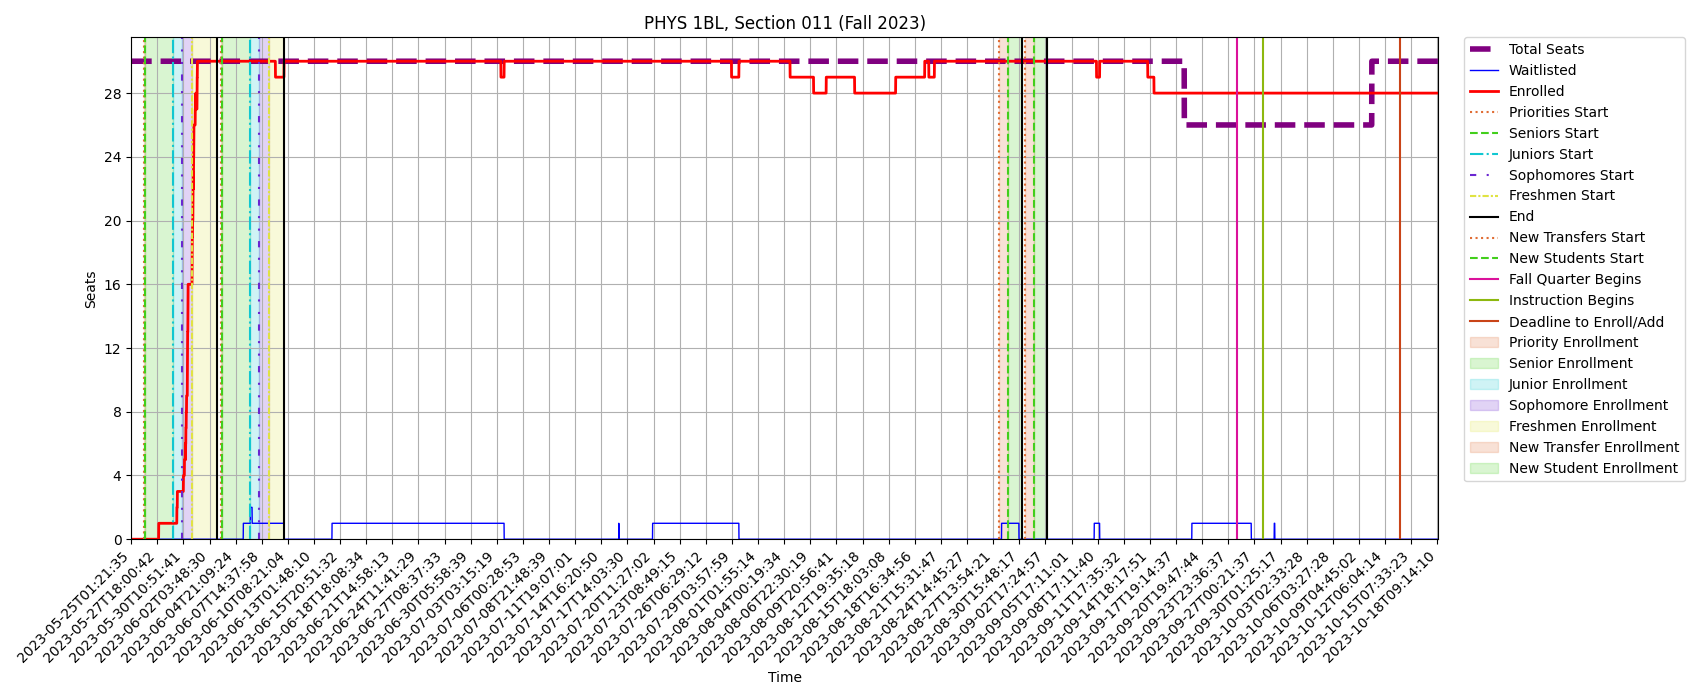 PHYS 1BL, Section 011 (Fall 2023)
Seats
28
24
20
16
12
8
4
0
2023-05-25T01:21:35
2023-05-27T18:00:42
2023-05-30T10:51:41
2023-06-02T03:48:30
2023-06-04T21:09:24
2023-06-07T14:37:58
2023-06-10T08:21:04
2023-06-13T01:48:10
2023-06-15T20:51:32
2023-06-18T18:08:34
2023-06-21T14:58:13
2023-06-24T11:41:29
2023-06-27T08:37:33
2023-06-30T05:58:39
2023-07-03T03:15:19
2023-07-06T00:28:53
2023-07-08T21:48:39
2023-07-11T19:07:01
2023-07-14T16:20:50
2023-07-17T14:03:30
2023-07-20T11:27:02
2023-07-23T08:49:15
2023-07-26T06:29:12
2023-07-29T03:57:59
2023-08-01T01:55:14
2023-08-04T00:19:34
2023-08-06T22:30:19
2023-08-09T20:56:41
2023-08-12T19:35:18
2023-08-15T18:03:08
2023-08-18T16:34:56
2023-08-21T15:31:47
2023-08-24T14:45:27
2023-08-27T13:54:21
2023-08-30T15:48:17
2023-09-02T17:24:57
2023-09-05T17:11:01
2023-09-08T17:11:40
2023-09-11T17:35:32
2023-09-14T18:17:51
2023-09-17T19:14:37
2023-09-20T19:47:44
2023-09-23T23:36:37
2023-09-27T00:21:37
2023-09-30T01:25:17
2023-10-03T02:33:28
2023-10-06T03:27:28
2023-10-09T04:45:02
2023-10-12T06:04:14
2023-10-15T07:33:23
2023-10-18T09:14:10
Time
Total Seats
Waitlisted
Enrolled
Priorities Start
Seniors Start
Juniors Start
Sophomores Start
Freshmen Start
End
New Transfers Start
New Students Start
Fall Quarter Begins
Instruction Begins
Deadline to Enroll/Add
Priority Enrollment
Senior Enrollment
Junior Enrollment
Sophomore Enrollment
Freshmen Enrollment
New Transfer Enrollment
New Student Enrollment